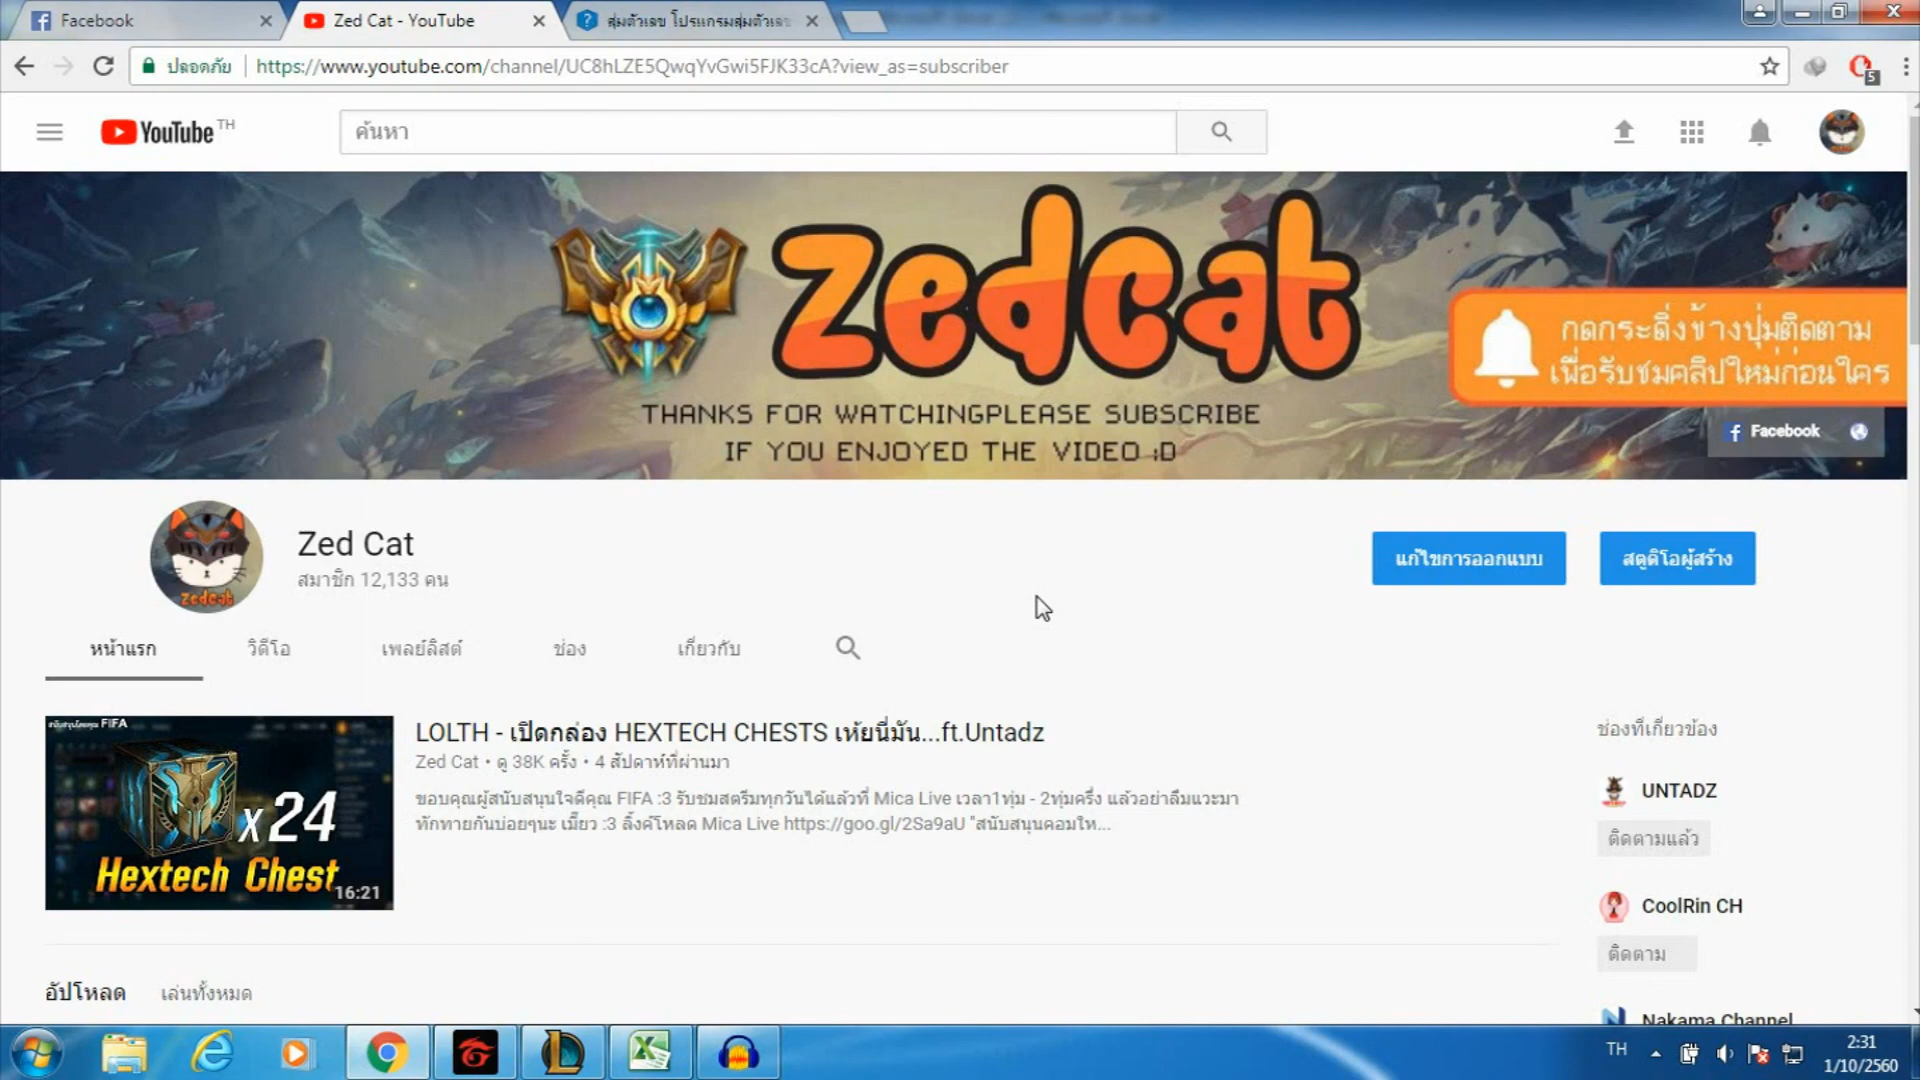 Facebook
Zed Cat - YouTube
สุ่มตัวเลข โปรแกรมสุ่มตัวเลข
ปลอดภัย
https://www.youtube.com/channel/UC8hLZE5QwqYvGwi5FJK33cA?view_as=subscriber
5
YouTube TH
ค้นหา
ZedCat
THANKS FOR WATCHINGPLEASE SUBSCRIBE
IF YOU ENJOYED THE VIDEO ;D
กดกระดิ่งข้างปุ่มติดตาม
เพื่อรับชมคลิปใหม่ก่อนใคร
Facebook
ZedCat
Zed Cat
สมาชิก 12,133 คน
แก้ไขการออกแบบ
สตูดิโอผู้สร้าง
หน้าแรก
วิดีโอ
เพลย์ลิสต์
ช่อง
เกี่ยวกับ
สนับสนุนโดยคุณ FIFA
x24
Hextech Chest
16:21
LOLTH - เปิดกล่อง HEXTECH CHESTS เห้ยนี่มัน...ft.Untadz
Zed Cat • ดู 38K ครั้ง • 4 สัปดาห์ที่ผ่านมา
ขอบคุณผู้สนับสนุนใจดีคุณ FIFA :3 รับชมสตรีมทุกวันได้แล้วที่ Mica Live เวลา1ทุ่ม - 2ทุ่มครึ่ง แล้วอย่าลืมแวะมา
ทักทายกันบ่อยๆนะ เมี๊ยว :3 ลิ้งค์โหลด Mica Live https://goo.gl/2Sa9aU "สนับสนุนคอมให...
ช่องที่เกี่ยวข้อง
UNTADZ
ติดตามแล้ว
CoolRin CH
ติดตาม
Nakama Channel
อัปโหลด
เล่นทั้งหมด
TH
2:31
1/10/2560